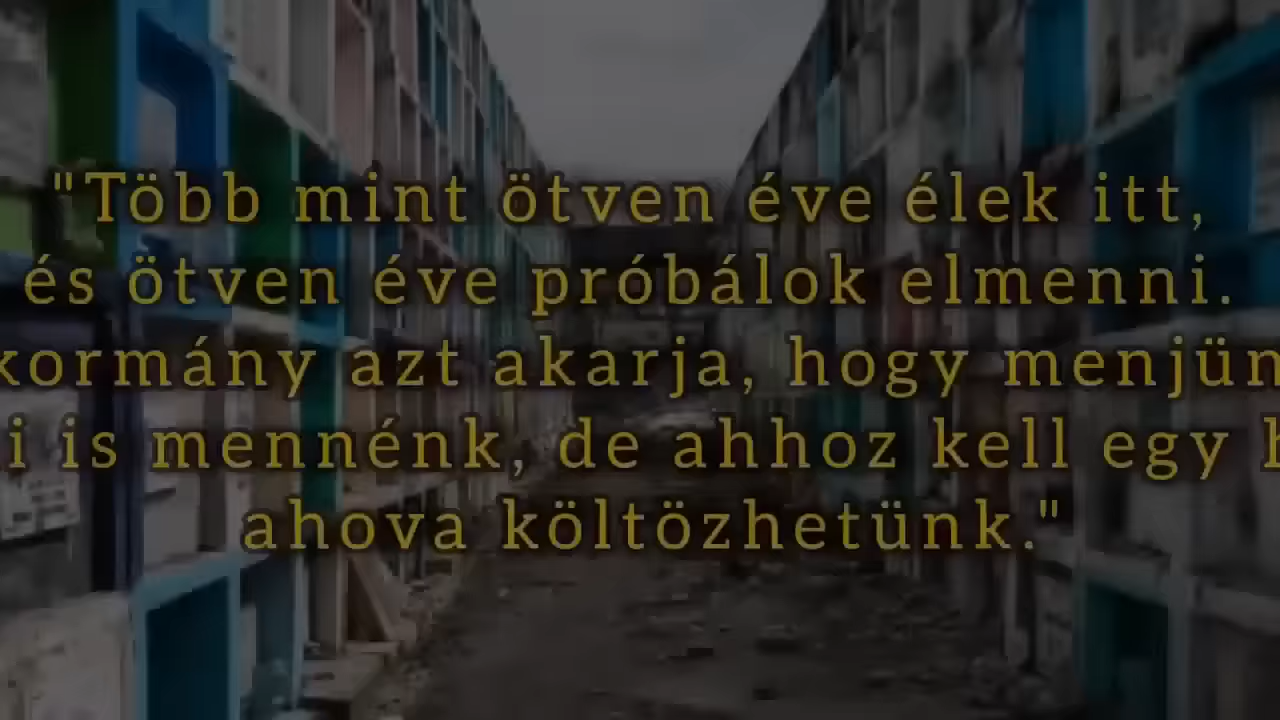 "Több mint ötven éve élek itt,
és ötven éve próbálok elmenni.
kormány azt akarja, hogy menjün
i is mennénk, de ahhoz kell egy
ahova költözhetünk."